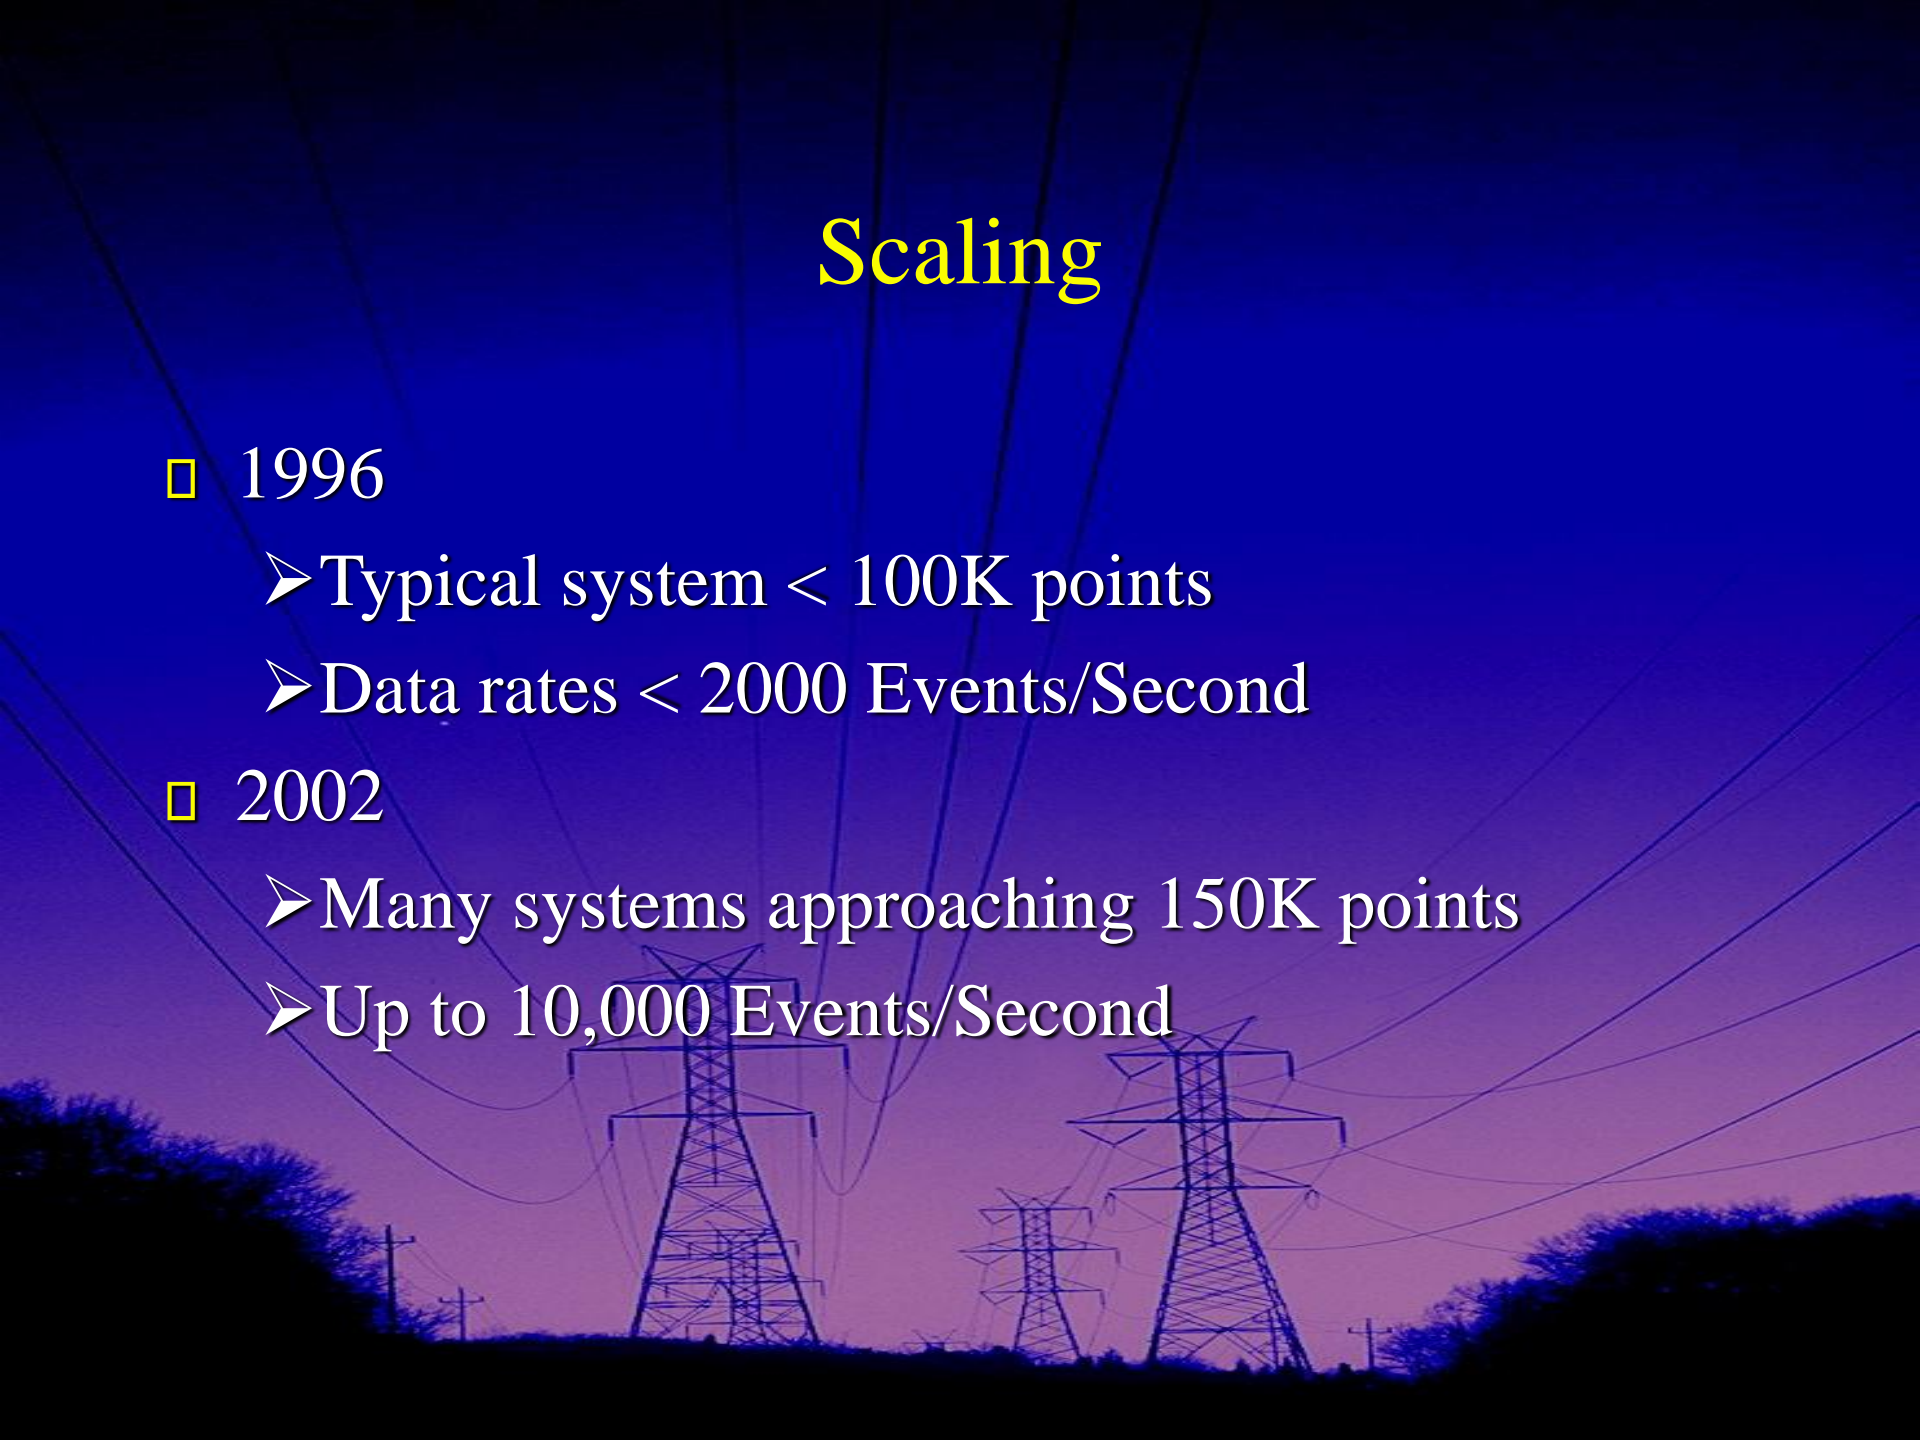 Scaling
1996
Typical system < 100K points
Data rates < 2000 Events/Second
2002
Many systems approaching 150K points
Up to 10,000 Events/Second